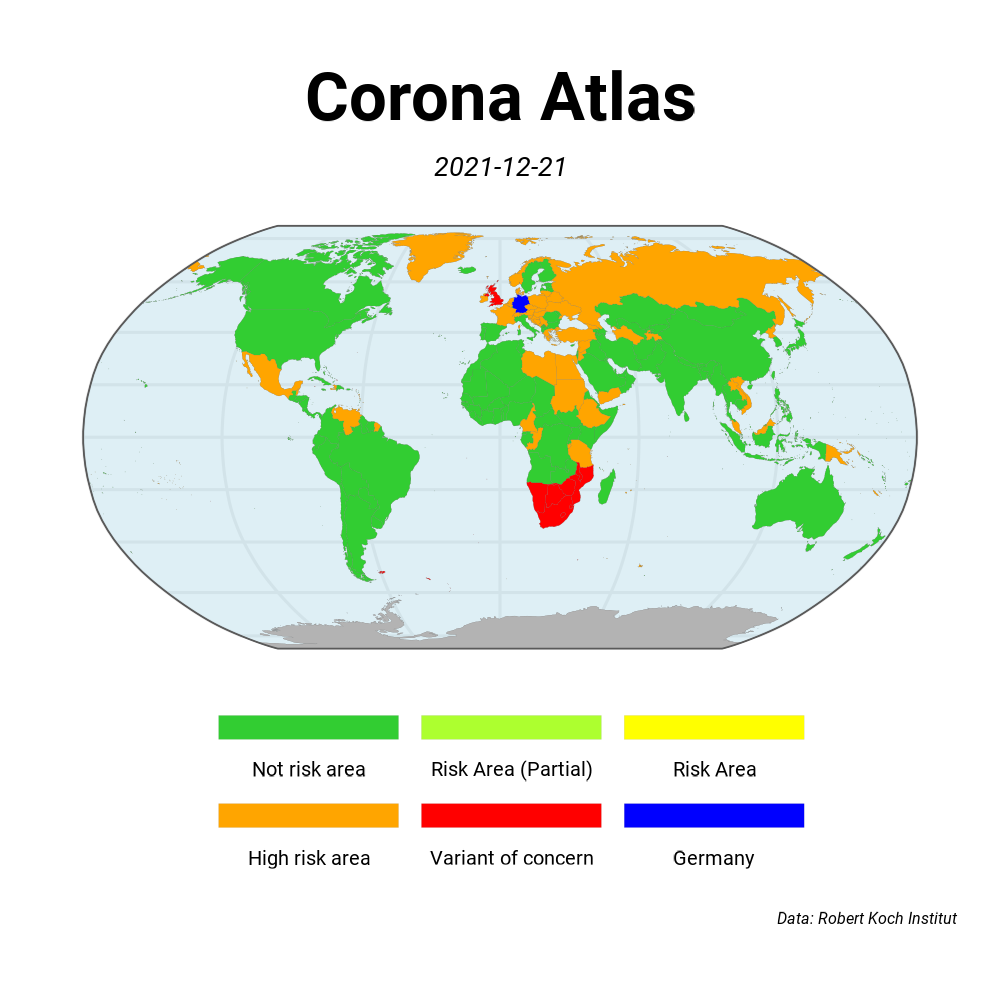 Corona Atlas
2021-12-21
Not risk area
Risk Area (Partial)
Risk Area
High risk area
Variant of concern
Germany
Data: Robert Koch Institut